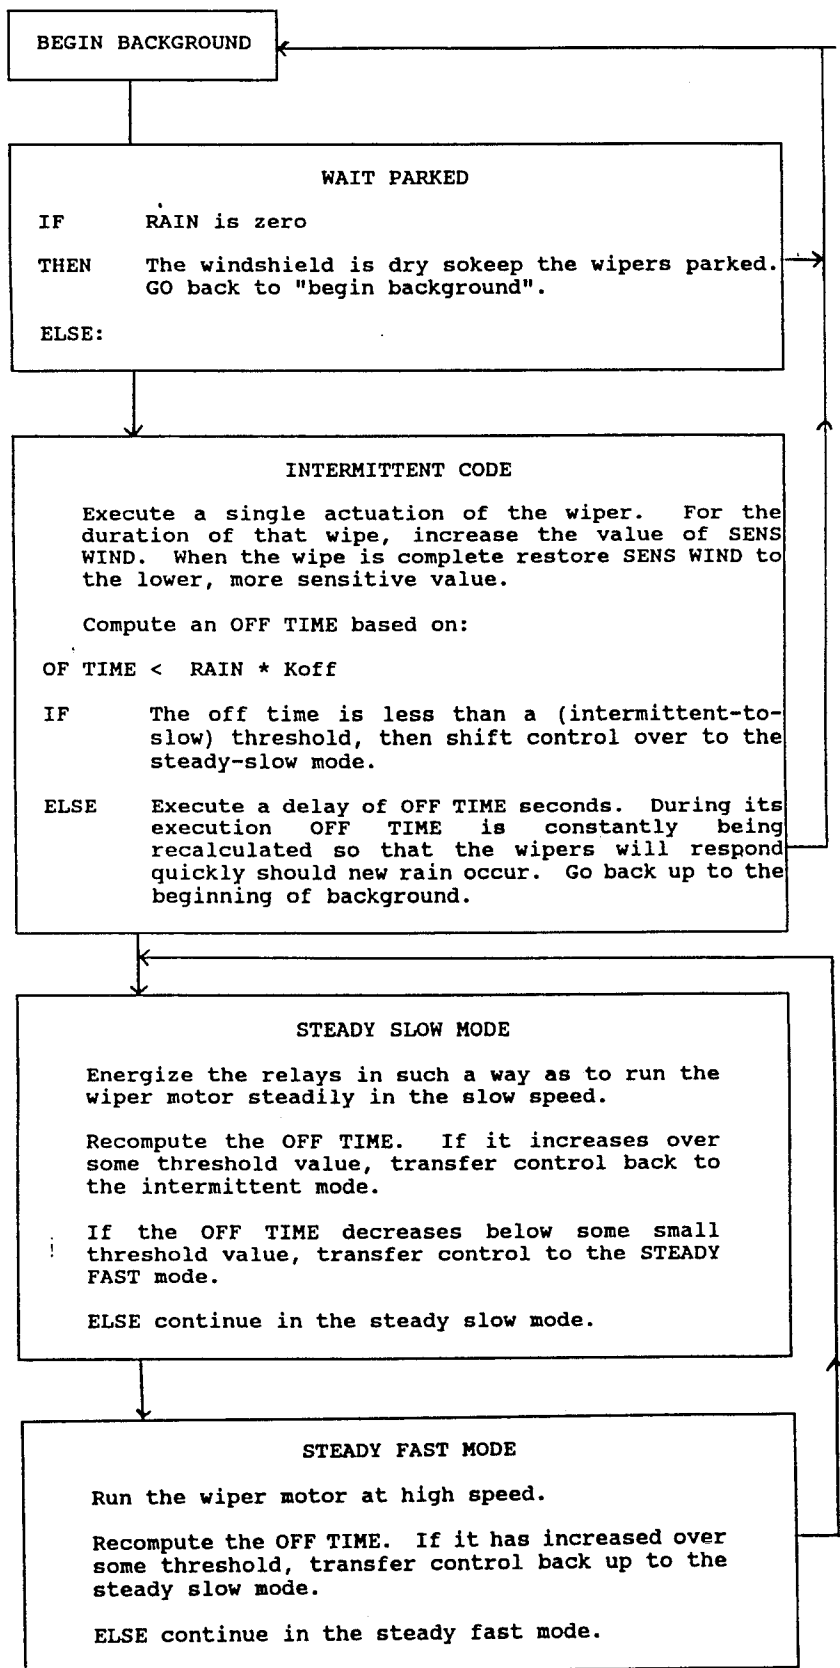 BEGIN BACKGROUND
WAIT PARKED
IF RAIN is zero
THEN The windshield is dry sokeep the wipers parked.
GO back to "begin background".
ELSE:
INTERMITTENT CODE
Execute a single actuation of the wiper. For the
duration of that wipe, increase the value of SENS
WIND. When the wipe is complete restore SENS WIND to
the lower, more sensitive value.
Compute an OFF TIME based on:
OF TIME < RAIN * Koff
IF The off time is less than a (intermittent-to-
slow) threshold, then shift control over to the
steady-slow mode.
ELSE Execute a delay of OFF TIME seconds. During its
execution OFF TIME is constantly being
recalculated so that the wipers will respond
quickly should new rain occur. Go back up to the
beginning of background.
STEADY SLOW MODE
Energize the relays in such a way as to run the
wiper motor steadily in the slow speed.
Recompute the OFF TIME. If it increases over
some threshold value, transfer control back to
the intermittent mode.
If the OFF TIME decreases below some small
threshold value, transfer control to the STEADY
FAST mode.
ELSE continue in the steady slow mode.
STEADY FAST MODE
Run the wiper motor at high speed.
Recompute the OFF TIME. If it has increased over
some threshold, transfer control back up to the
steady slow mode.
ELSE continue in the steady fast mode.